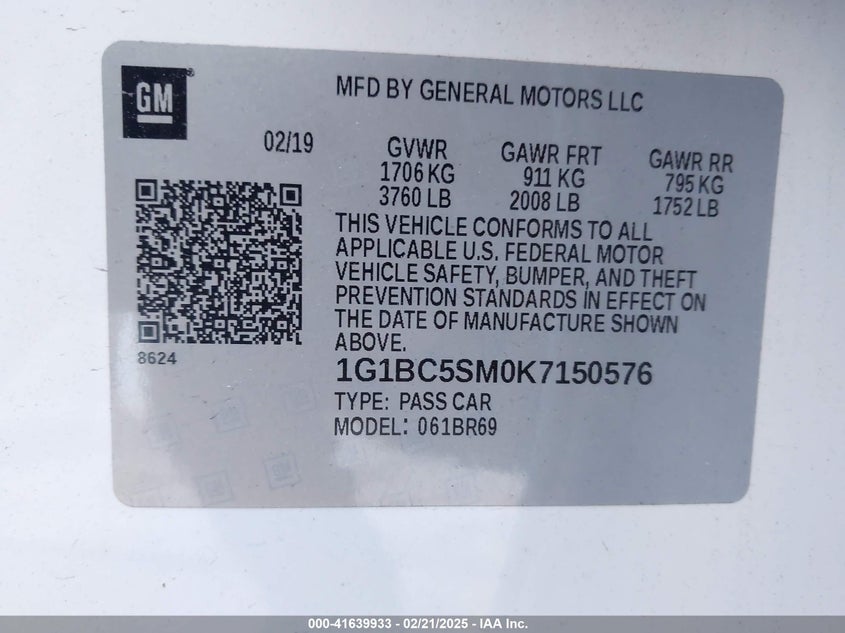 GM
MFD BY GENERAL MOTORS LLC
02/19
GVWR
1706 KG
3760 LB
GAWR FRT
911 KG
2008 LB
GAWR RR
795 KG
1752 LB
THIS VEHICLE CONFORMS TO ALL
APPLICABLE U.S. FEDERAL MOTOR
VEHICLE SAFETY, BUMPER, AND THEFT
PREVENTION STANDARDS IN EFFECT ON
THE DATE OF MANUFACTURE SHOWN
ABOVE.
8624
1G1BC5SM0K7150576
TYPE: PASS CAR
MODEL: 061BR69
000-41639933 - 02/21/2025 - IAA Inc.